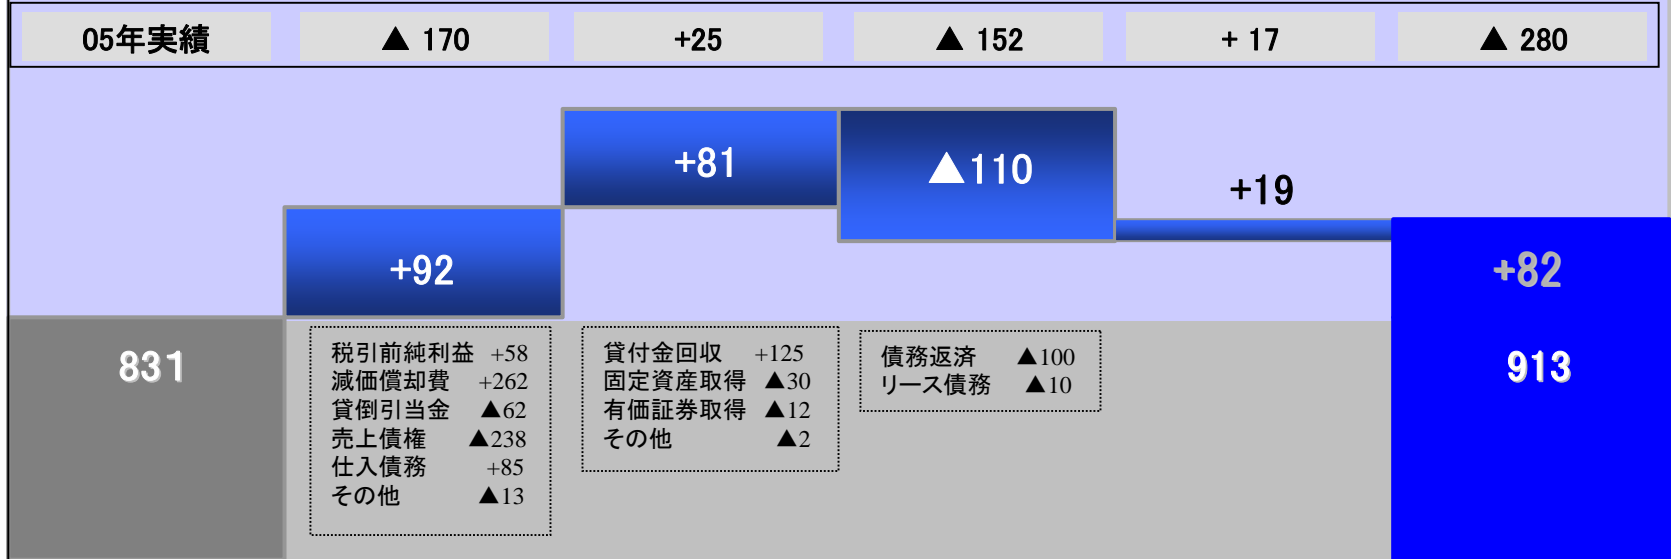 05年実績 ▲ 170 +25 ▲ 152 + 17 ▲ 280
+81
▲110
+19
+92
+82
831
913
税引前純利益 +58
減価償却費 +262
貸倒引当金 ▲62
売上債権 ▲238
仕入債務 +85
その他 ▲13
貸付金回収 +125
固定資産取得 ▲30
有価証券取得 ▲12
その他 ▲2
債務返済 ▲100
リース債務 ▲10